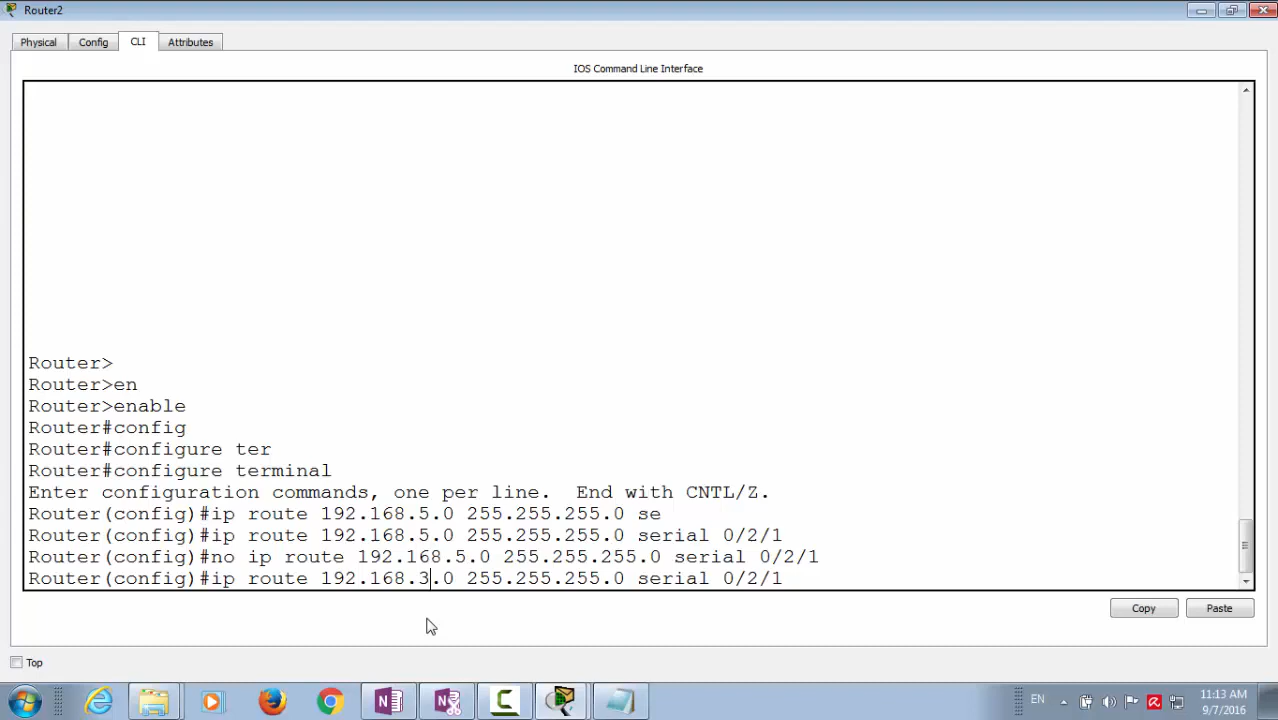 Router2
Physical Config CLI Attributes
IOS Command Line Interface
Router>
Router>en
Router>enable
Router#config
Router#configure ter
Router#configure terminal
Enter configuration commands, one per line.  End with CNTL/Z.
Router(config)#ip route 192.168.5.0 255.255.255.0 se
Router(config)#ip route 192.168.5.0 255.255.255.0 serial 0/2/1
Router(config)#no ip route 192.168.5.0 255.255.255.0 serial 0/2/1
Router(config)#ip route 192.168.3.0 255.255.255.0 serial 0/2/1
Copy Paste
Top
EN
11:13 AM
9/7/2016